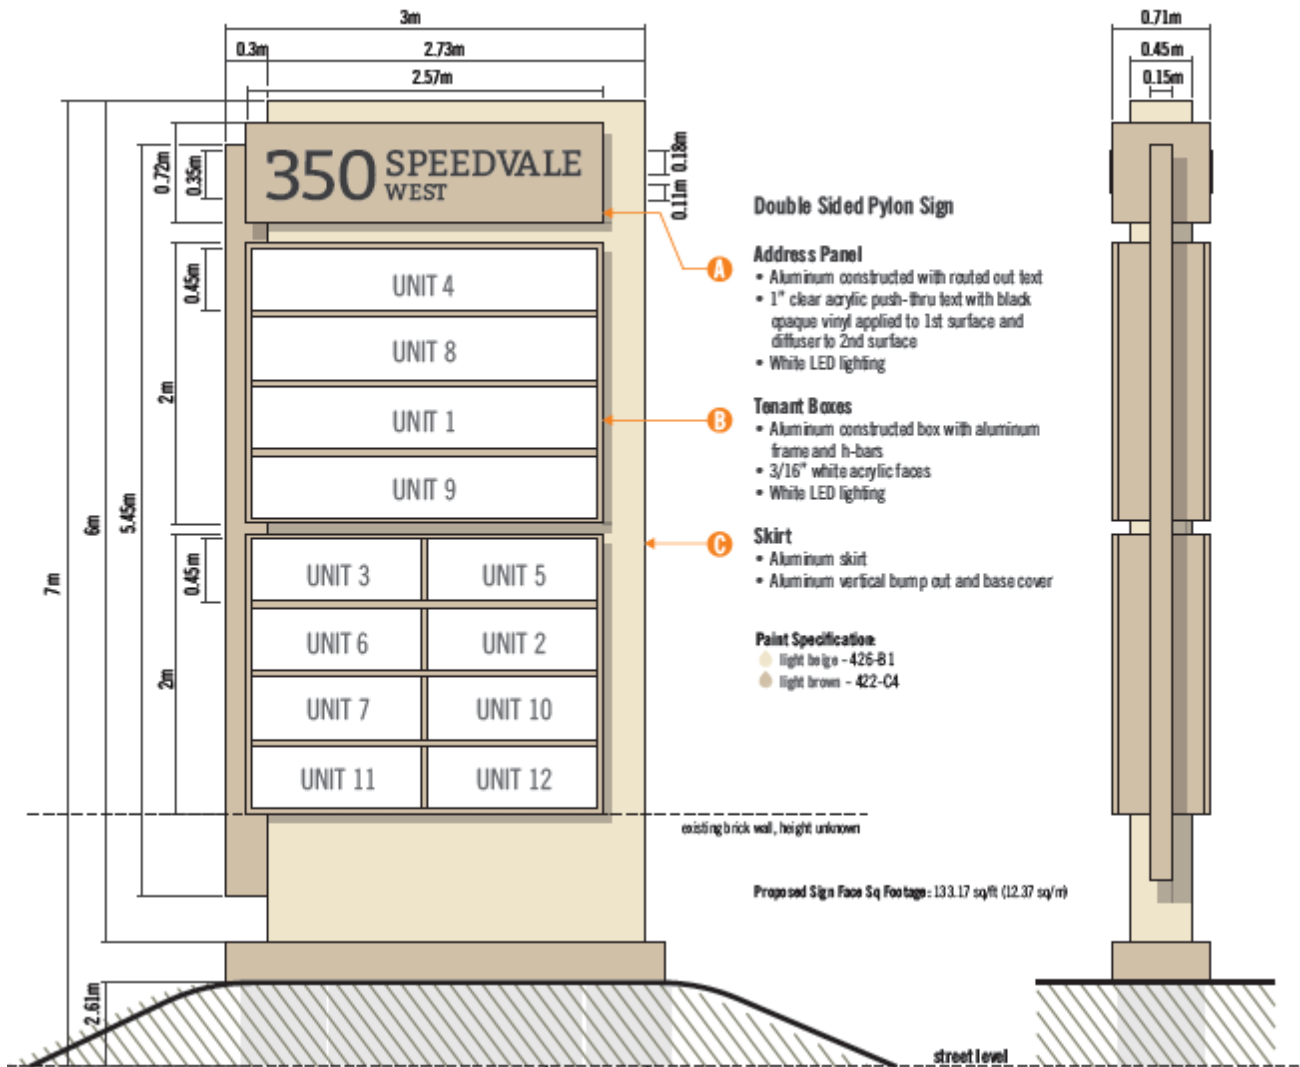 3m
0.3m
2.73m
2.57m
0.71m
0.45m
0.15m
0.72m
0.35m
350 SPEEDVALE
WEST
0.18m
0.11m
0.45m
2m
5.45m
6m
7m
0.45m
2m
2.61m
UNIT 4
UNIT 8
UNIT 1
UNIT 9
UNIT 3 UNIT 5
UNIT 6 UNIT 2
UNIT 7 UNIT 10
UNIT 11 UNIT 12
A
B
C
Double Sided Pylon Sign
Address Panel
• Aluminum constructed with routed out text
• 1" clear acrylic push-thru text with black
opaque vinyl applied to 1st surface and
diffuser to 2nd surface
• White LED lighting
Tenant Boxes
• Aluminum constructed box with aluminum
frame and h-bars
• 3/16" white acrylic faces
• White LED lighting
Skirt
• Aluminum skirt
• Aluminum vertical bump out and base cover
Paint Specification:
light beige - 426-B1
light brown - 422-C4
existing brick wall, height unknown
Proposed Sign Face Sq Footage: 133.17 sq/ft (12.37 sq/m)
street level